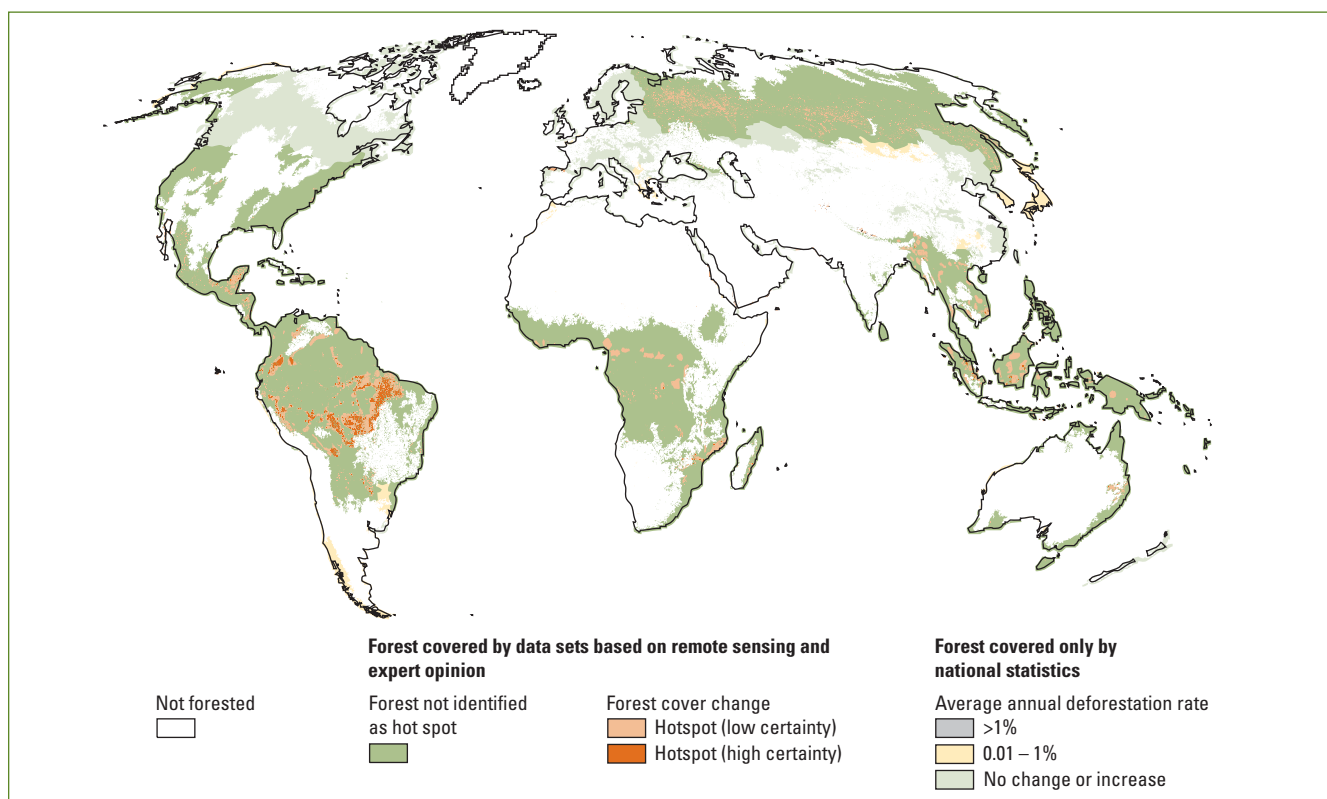 Forest covered by data sets based on remote sensing and
expert opinion
Forest covered only by
national statistics
Not forested
Forest not identified
as hot spot
Forest cover change
Hotspot (low certainty)
Hotspot (high certainty)
Average annual deforestation rate
>1%
0.01 – 1%
No change or increase